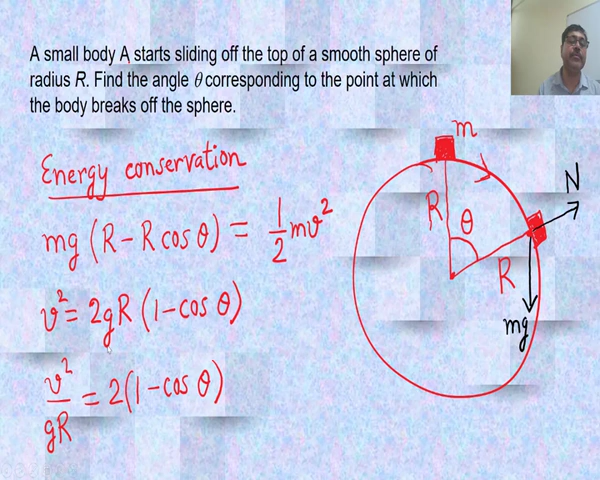 A small body A starts sliding off the top of a smooth sphere of
radius R. Find the angle θ corresponding to the point at which
the body breaks off the sphere.
Energy conservation
mg (R - R cos θ) = 1/2 mv²
v² = 2gR (1 - cos θ)
v²/gR = 2(1 - cos θ)
m
R
θ
N
R
mg